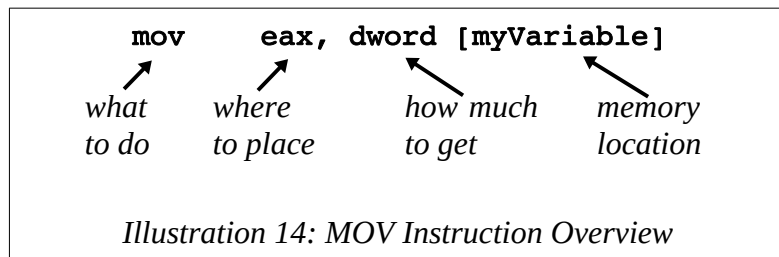 mov eax, dword [myVariable]
what where how much memory
to do to place to get location
Illustration 14: MOV Instruction Overview